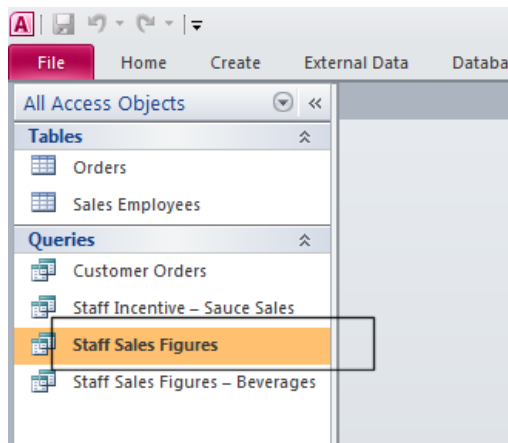 A
File Home Create External Data Databa
All Access Objects
Tables
Orders
Sales Employees
Queries
Customer Orders
Staff Incentive – Sauce Sales
Staff Sales Figures
Staff Sales Figures – Beverages